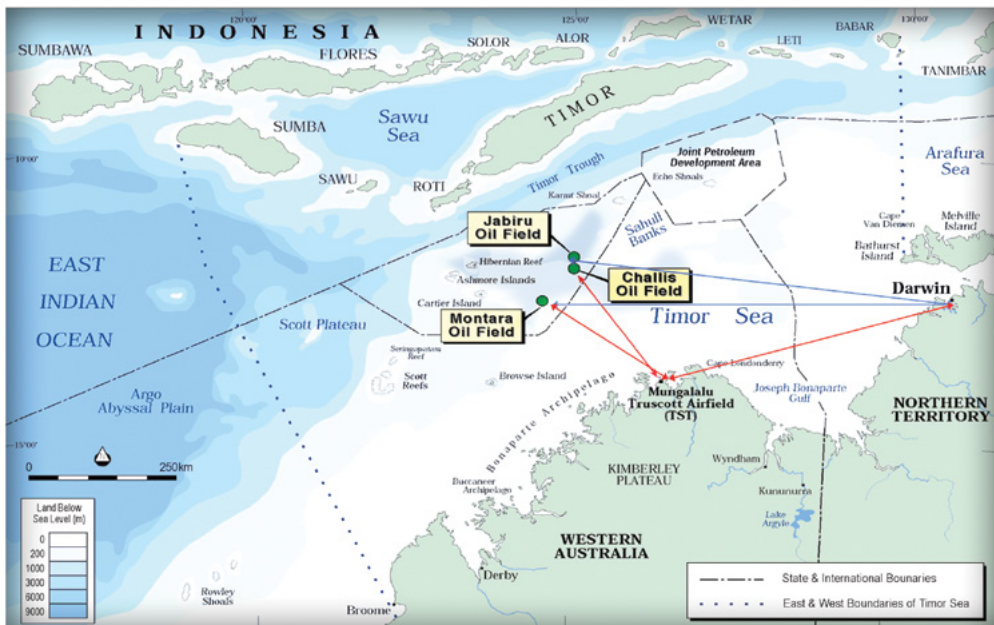 120°00'
125°00'
130°00'
INDONESIA
SUMBAWA
FLORES
SOLOR
ALOR
WETAR
LETI
BABAR
TANIMBAR
SUMBA
Sawu
Sea
TIMOR
10°00'
SAWU
ROTI
Timor Trough
Karmt Shoal
Joint Petroleum
Development Area
Echo Shoals
Arafura
Sea
Jabiru
Oil Field
Sahull
Banks
Cape
Van Diemen
Melville
Island
Bathurst
Island
EAST
INDIAN
OCEAN
Hibernian Reef
Ashmore Islands
Challis
Oil Field
Darwin
Cartier Island
Montara
Oil Field
Timor Sea
Scott Plateau
Seringapatam
Reef
Scott
Reefs
Browse Island
Cape Londonderry
Argo
Abyssal Plain
Bonaparte Archipelago
Mungalalu
Truscott Airfield
(TST)
Joseph Bonaparte
Gulf
NORTHERN
TERRITORY
15°00'
N
0
250km
Buccaneer
Archipelago
KIMBERLEY
PLATEAU
Wyndham
Kununurra
Lake
Argyle
Land Below
Sea Level (m)
0
200
1000
3000
6000
9000
WESTERN
AUSTRALIA
Derby
Rowley
Shoals
Broome
State & International Bounaries
East & West Boundaries of Timor Sea